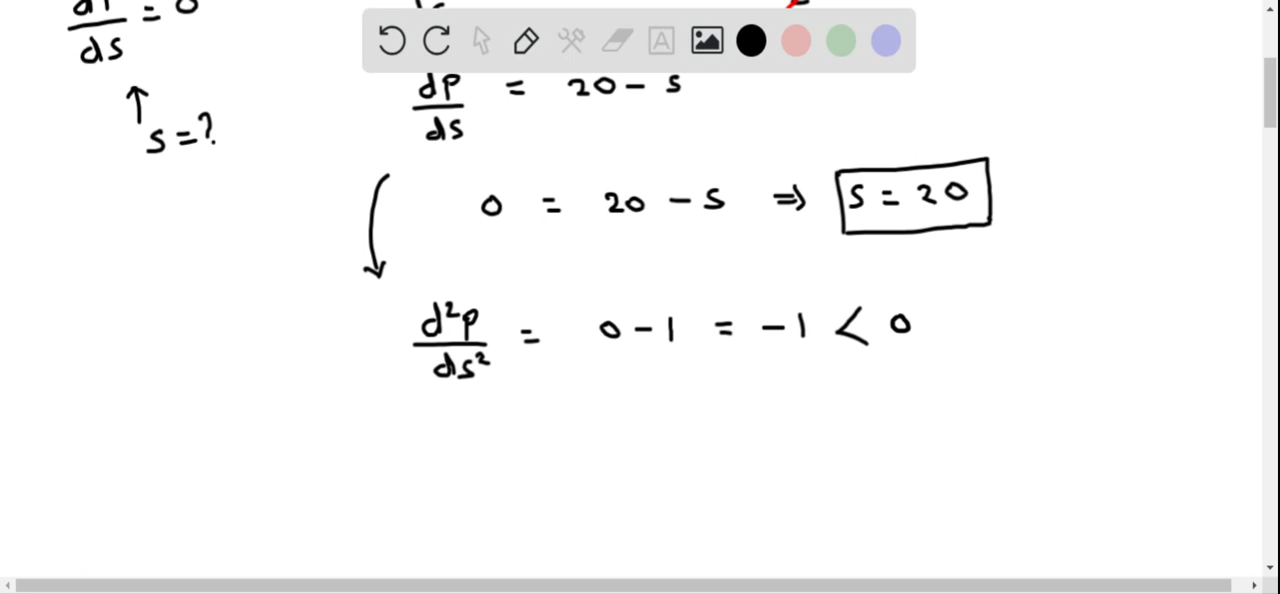 dP/ds = 0
dP/ds = 20 - s
s = ?
0 = 20 - s ⇒ s = 20
d²P/ds² = 0 - 1 = -1 < 0